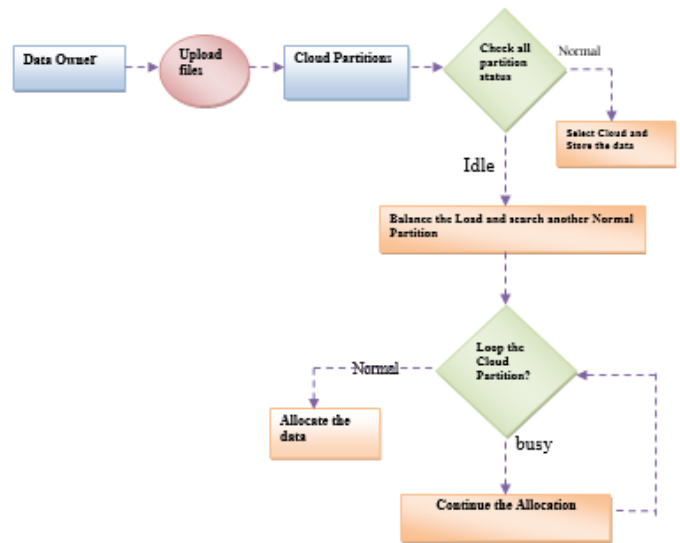 Data Owner
Upload
files
Cloud Partitions
Check all
partition
status
Normal
Select Cloud and
Store the data
Idle
Balance the Load and search another Normal
Partition
Loop the
Cloud
Partition?
Normal
Allocate the
data
busy
Continue the Allocation